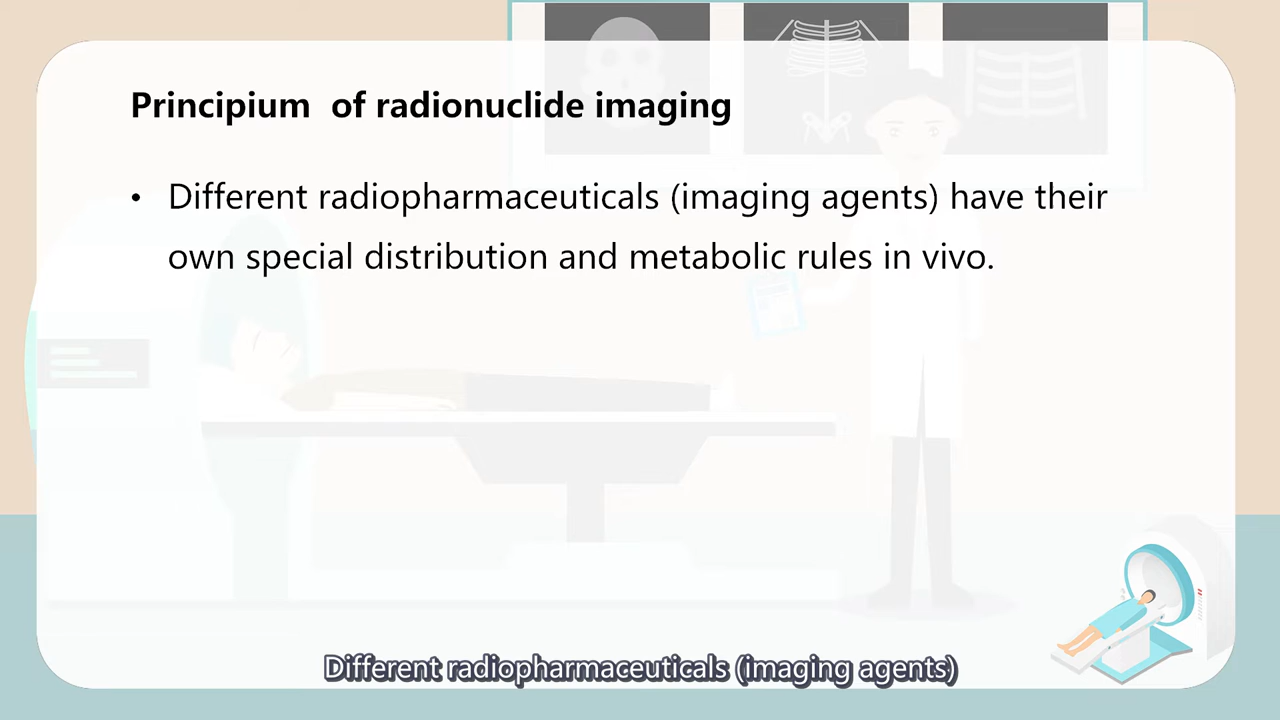 Principium of radionuclide imaging
• Different radiopharmaceuticals (imaging agents) have their
own special distribution and metabolic rules in vivo.
Different radiopharmaceuticals (imaging agents)